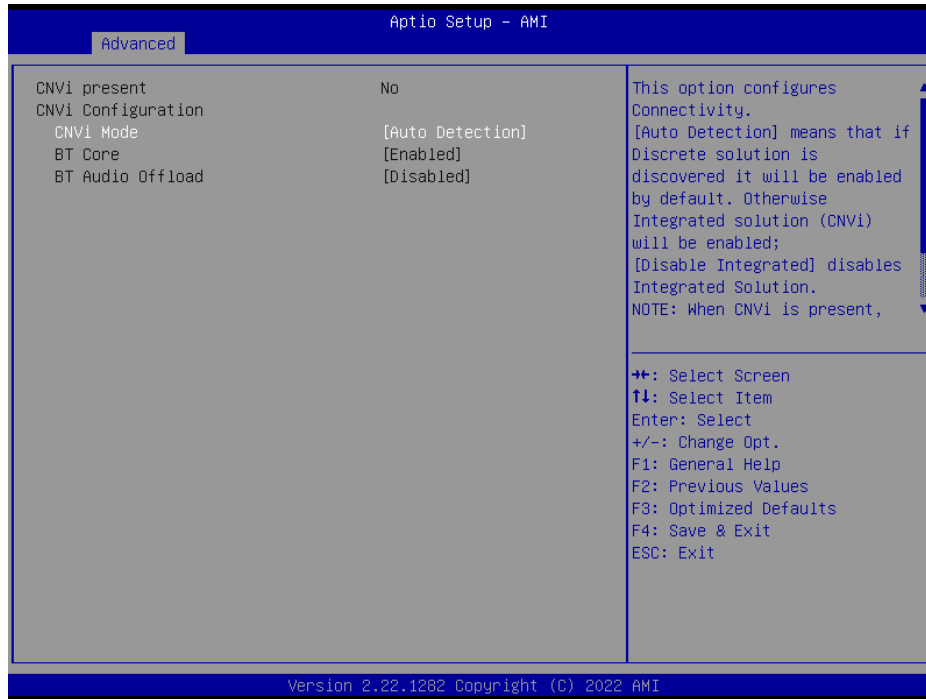 Aptio Setup – AMI
Advanced
CNVi present No
CNVi Configuration
CNVi Mode [Auto Detection]
BT Core [Enabled]
BT Audio Offload [Disabled]
This option configures
Connectivity.
[Auto Detection] means that if
Discrete solution is
discovered it will be enabled
by default. Otherwise
Integrated solution (CNVi)
will be enabled;
[Disable Integrated] disables
Integrated Solution.
NOTE: When CNVi is present,
→←: Select Screen
↑↓: Select Item
Enter: Select
+/-: Change Opt.
F1: General Help
F2: Previous Values
F3: Optimized Defaults
F4: Save & Exit
ESC: Exit
Version 2.22.1282 Copyright (C) 2022 AMI